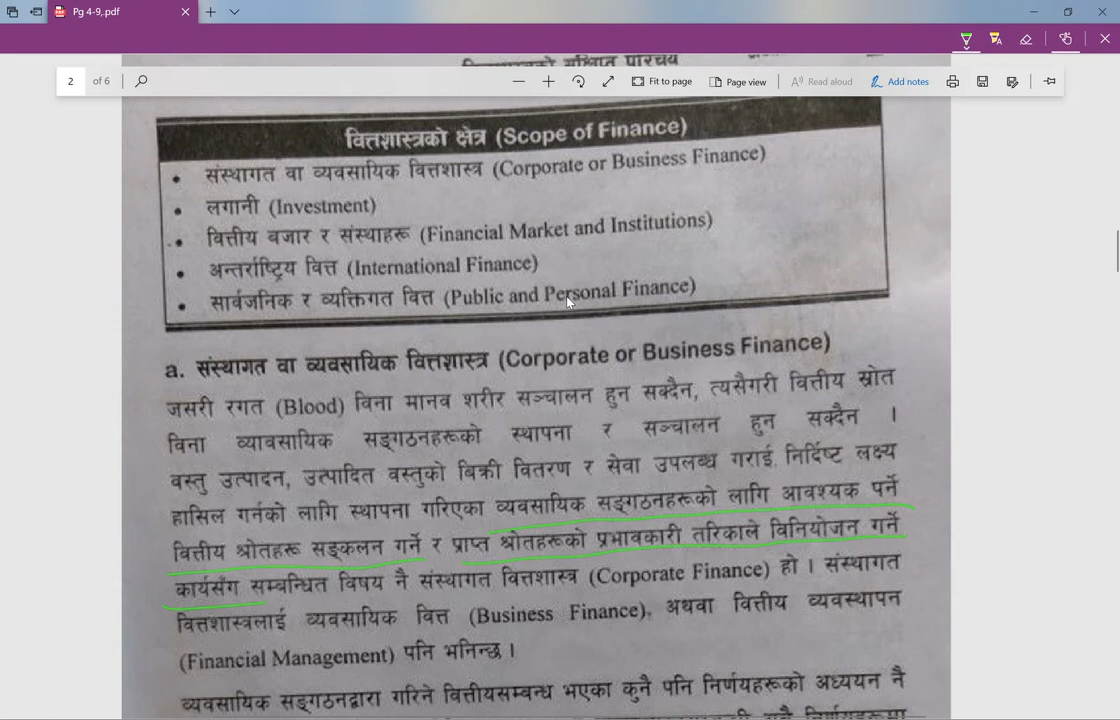 Pg 4-9,.pdf
2 of 6
Fit to page
Page view
Read aloud
Add notes
वित्तशास्त्रको क्षेत्र (Scope of Finance)
• संस्थागत वा व्यवसायिक वित्तशास्त्र (Corporate or Business Finance)
• लगानी (Investment)
• वित्तीय बजार र संस्थाहरू (Financial Market and Institutions)
• अन्तर्राष्ट्रिय वित्त (International Finance)
• सार्वजनिक र व्यक्तिगत वित्त (Public and Personal Finance)
a. संस्थागत वा व्यवसायिक वित्तशास्त्र (Corporate or Business Finance)
जसरी रगत (Blood) विना मानव शरीर सञ्चालन हुन सक्दैन, त्यसैगरी वित्तीय स्रोत
विना व्यावसायिक सङ्गठनहरूको स्थापना र सञ्चालन हुन सक्दैन ।
वस्तु उत्पादन, उत्पादित वस्तुको बिक्री वितरण र सेवा उपलब्ध गराई निर्दिष्ट लक्ष्य
हासिल गर्नको लागि स्थापना गरिएका व्यवसायिक सङ्गठनहरूको लागि आवश्यक पर्ने
वित्तीय श्रोतहरू सङ्कलन गर्ने र प्राप्त श्रोतहरूको प्रभावकारी तरिकाले विनियोजन गर्ने
कार्यसँग सम्बन्धित विषय नै संस्थागत वित्तशास्त्र (Corporate Finance) हो । संस्थागत
वित्तशास्त्रलाई व्यवसायिक वित्त (Business Finance), अथवा वित्तीय व्यवस्थापन
(Financial Management) पनि भनिन्छ ।
व्यवसायिक सङ्गठनद्वारा गरिने वित्तीयसम्बन्ध भएका कुनै पनि निर्णयहरूको अध्ययन नै